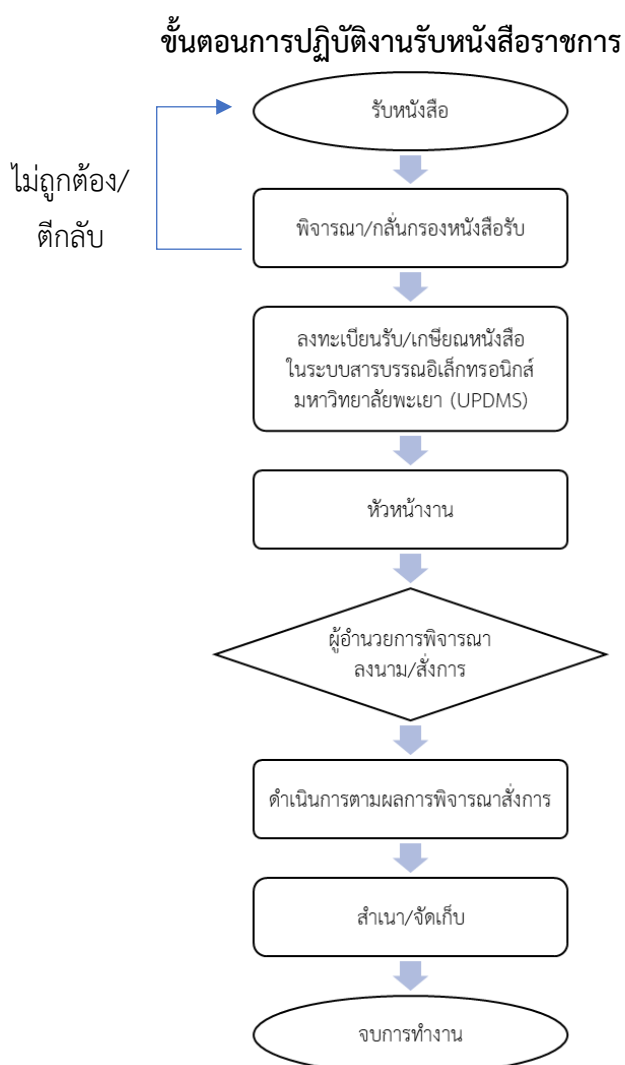 ขั้นตอนการปฏิบัติงานรับหนังสือราชการ
รับหนังสือ
ไม่ถูกต้อง/
ตีกลับ
พิจารณา/กลั่นกรองหนังสือรับ
ลงทะเบียนรับ/เกษียณหนังสือ
ในระบบสารบรรณอิเล็กทรอนิกส์
มหาวิทยาลัยพะเยา (UPDMS)
หัวหน้างาน
ผู้อำนวยการพิจารณา
ลงนาม/สั่งการ
ดำเนินการตามผลการพิจารณาสั่งการ
สำเนา/จัดเก็บ
จบการทำงาน